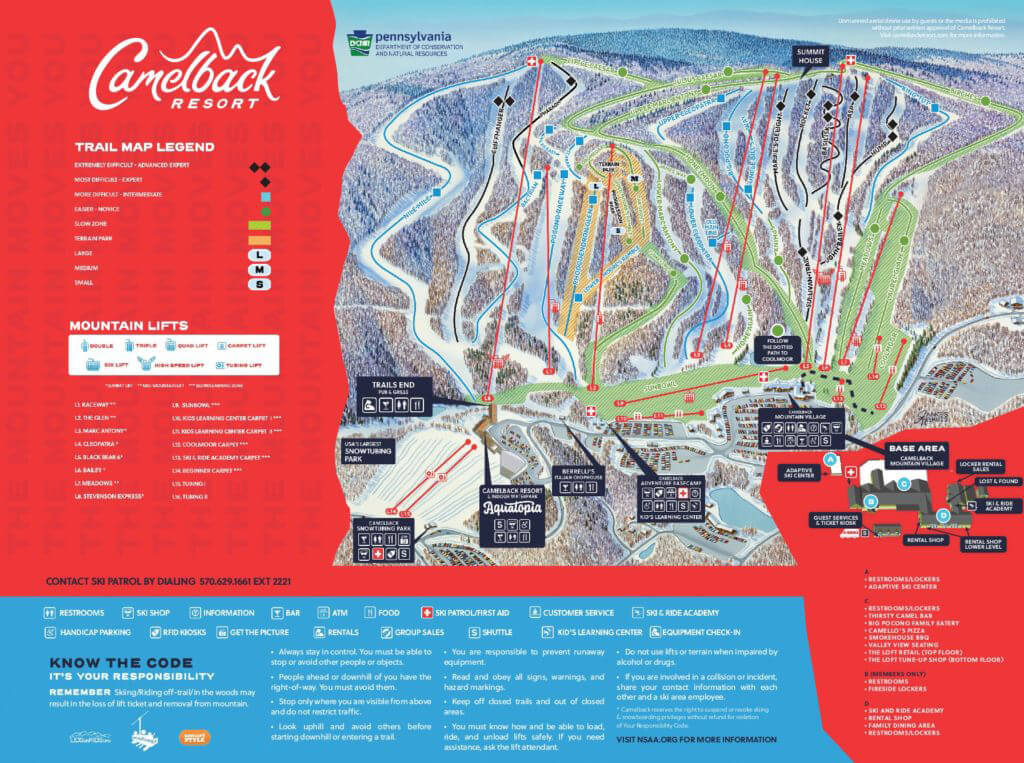 Camelback
RESORT
TRAIL MAP LEGEND
EXTREMELY DIFFICULT - ADVANCED EXPERT
MOST DIFFICULT - EXPERT
MORE DIFFICULT - INTERMEDIATE
EASIER - NOVICE
SLOW ZONE
TERRAIN PARK
LARGE
L
MEDIUM
M
SMALL
S
MOUNTAIN LIFTS
DOUBLE
TRIPLE
QUAD LIFT
CARPET LIFT
SIX LIFT
HIGH SPEED LIFT
TUBING LIFT
L1. RACEWAY **
L2. THE GLEN **
L3. MARC ANTONY*
L4. CLEOPATRA *
L5. BLACK BEAR 6*
L6. BAILEY *
L7. MEADOWS **
L8. STEVENSON EXPRESS*
L9. SUNBOWL ***
L10. KIDS LEARNING CENTER CARPET I ***
L11. KIDS LEARNING CENTER CARPET II ***
L12. COOLMOOR CARPET ***
L13. SKI & RIDE ACADEMY CARPET ***
L14. BEGINNER CARPET ***
L15. TUBING I
L16. TUBING II
pennsylvania
DEPARTMENT OF CONSERVATION
AND NATURAL RESOURCES
Unmanned aerial drone use by guests or the media is prohibited
without prior written approval of Camelback Resort.
Visit camelbackresort.com for more information.
SUMMIT
HOUSE
CLIFFHANGER
NILE MILE
POCONO RACEWAY
TERRAIN
PARK
L
M
S
UPPER CLEOPATRA
MARJIE'S DELIGHT
ROCKET
ASP
BIRCHES
MEADOWS
SUNBOWL
FOLLOW
THE DOTTED
PATH TO
COOLMOOR
TRAILS END
PUB & GRILLE
USA'S LARGEST
SNOWTUBING
PARK
CAMELBACK
SNOWTUBING PARK
CAMELBACK RESORT
& INDOOR WATERPARK
Aquatopia
BERRELLI'S
ITALIAN CHOPHOUSE
CAMELBACK
ADVENTURE BASECAMP
KID'S LEARNING CENTER
CAMELBACK
MOUNTAIN VILLAGE
BASE AREA
CAMELBACK
MOUNTAIN VILLAGE
ADAPTIVE
SKI CENTER
A
B
C
D
LOCKER RENTAL
SALES
LOST & FOUND
SKI & RIDE
ACADEMY
GUEST SERVICES
& TICKET KIOSK
RENTAL SHOP
RENTAL SHOP
LOWER LEVEL
A
• RESTROOMS/LOCKERS
• ADAPTIVE SKI CENTER
C
• RESTROOMS/LOCKERS
• THIRSTY CAMEL BAR
• BIG POCONO FAMILY EATERY
• CAMELLO'S PIZZA
• SMOKEHOUSE BBQ
• VALLEY VIEW SEATING
• THE LOFT RETAIL (TOP FLOOR)
• THE LOFT TUNE-UP SHOP (BOTTOM FLOOR)
B (MEMBERS ONLY)
• RESTROOMS
• FIRESIDE LOCKERS
D
• SKI AND RIDE ACADEMY
• RENTAL SHOP
• FAMILY DINING AREA
• RESTROOMS/LOCKERS
CONTACT SKI PATROL BY DIALING 570.629.1661 EXT 2221
RESTROOMS
SKI SHOP
INFORMATION
BAR
ATM
FOOD
SKI PATROL/FIRST AID
CUSTOMER SERVICE
SKI & RIDE ACADEMY
HANDICAP PARKING
RFID KIOSKS
GET THE PICTURE
RENTALS
GROUP SALES
SHUTTLE
KID'S LEARNING CENTER
EQUIPMENT CHECK-IN
KNOW THE CODE
IT'S YOUR RESPONSIBILITY
REMEMBER Skiing/Riding off-trail/in the woods may
result in the loss of lift ticket and removal from mountain.
• Always stay in control. You must be able to
stop or avoid other people or objects.
• People ahead or downhill of you have the
right-of-way. You must avoid them.
• Stop only where you are visible from above
and do not restrict traffic.
• Look uphill and avoid others before
starting downhill or entering a trail.
• You are responsible to prevent runaway
equipment.
• Read and obey all signs, warnings, and
hazard markings.
• Keep off closed trails and out of closed
areas.
• You must know how and be able to load,
ride, and unload lifts safely. If you need
assistance, ask the lift attendant.
• Do not use lifts or terrain when impaired by
alcohol or drugs.
• If you are involved in a collision or incident,
share your contact information with each
other and a ski area employee.
* Camelback reserves the right to suspend or revoke skiing
& snowboarding privileges without refund for violation
of Your Responsibility Code.
VISIT NSAA.ORG FOR MORE INFORMATION